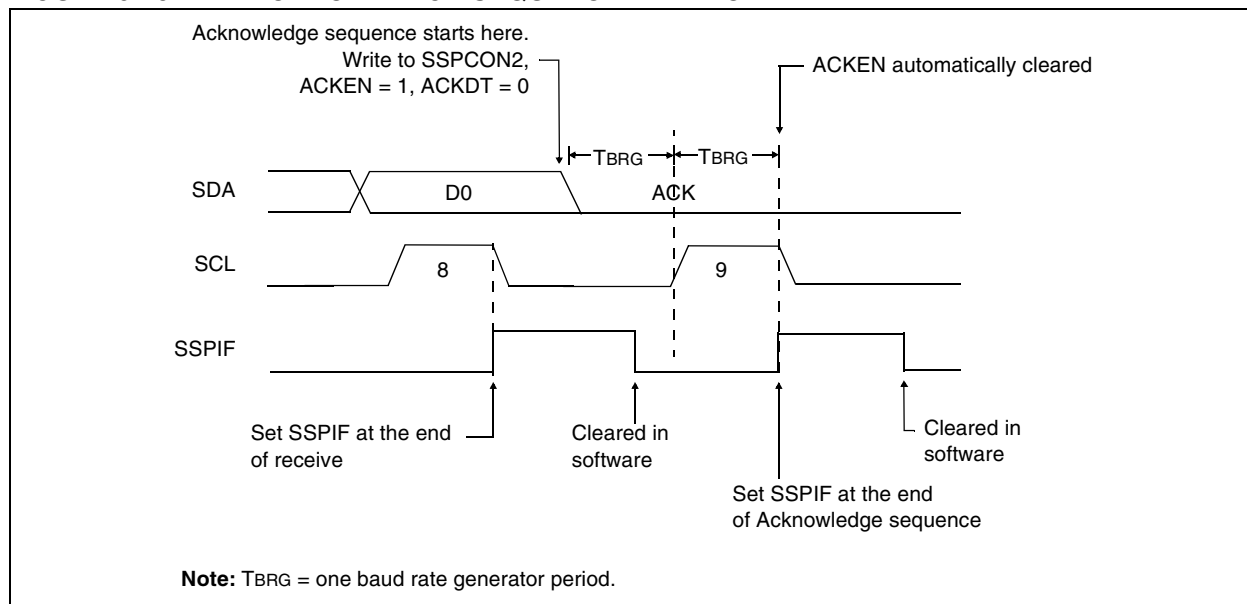 Acknowledge sequence starts here.
Write to SSPCON2,
ACKEN = 1, ACKDT = 0
ACKEN automatically cleared
TBRG
TBRG
SDA
D0
ACK
SCL
8
9
SSPIF
Set SSPIF at the end
of receive
Cleared in
software
Cleared in
software
Set SSPIF at the end
of Acknowledge sequence
Note: TBRG = one baud rate generator period.